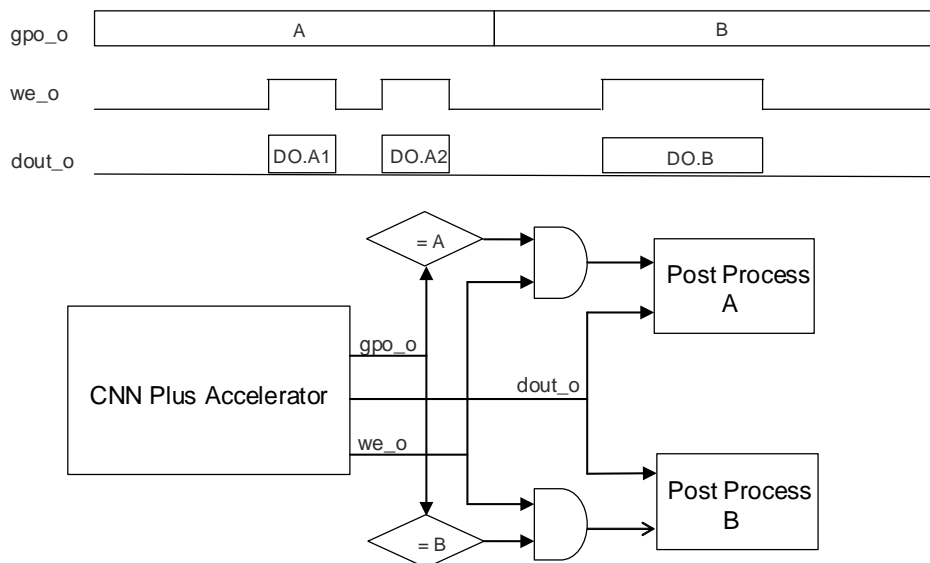 gpo_o A B
we_o
dout_o DO.A1 DO.A2 DO.B
= A
Post Process
A
gpo_o
CNN Plus Accelerator
dout_o
we_o
Post Process
B
= B